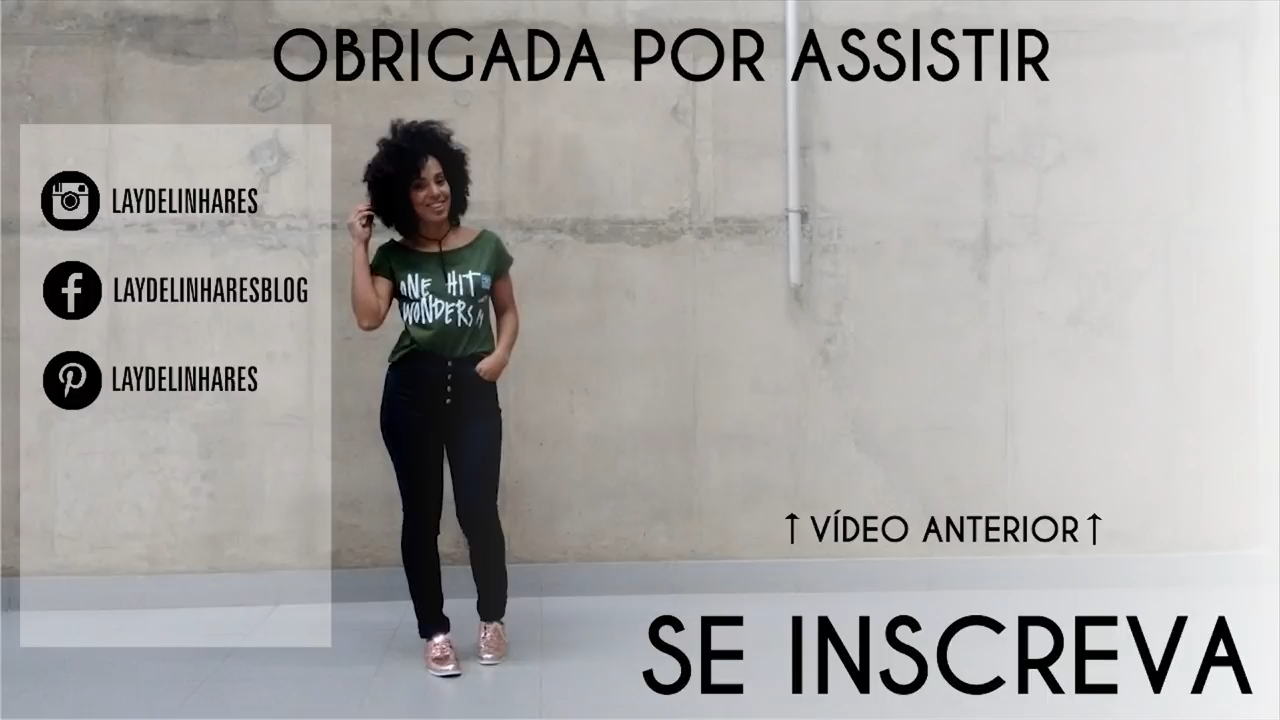 OBRIGADA POR ASSISTIR
LAYDELINHARES
LAYDELINHARESBLOG
LAYDELINHARES
ONE HIT
WONDERS
↑ VÍDEO ANTERIOR ↑
SE INSCREVA